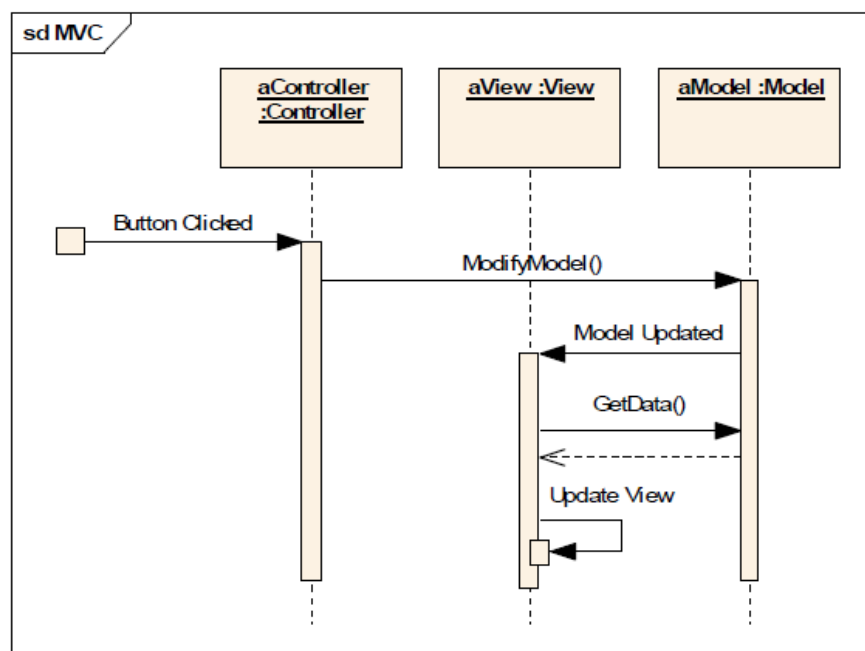 sd MVC
aController
:Controller
aView :View
aModel :Model
Button Clicked
ModifyModel()
Model Updated
GetData()
Update View